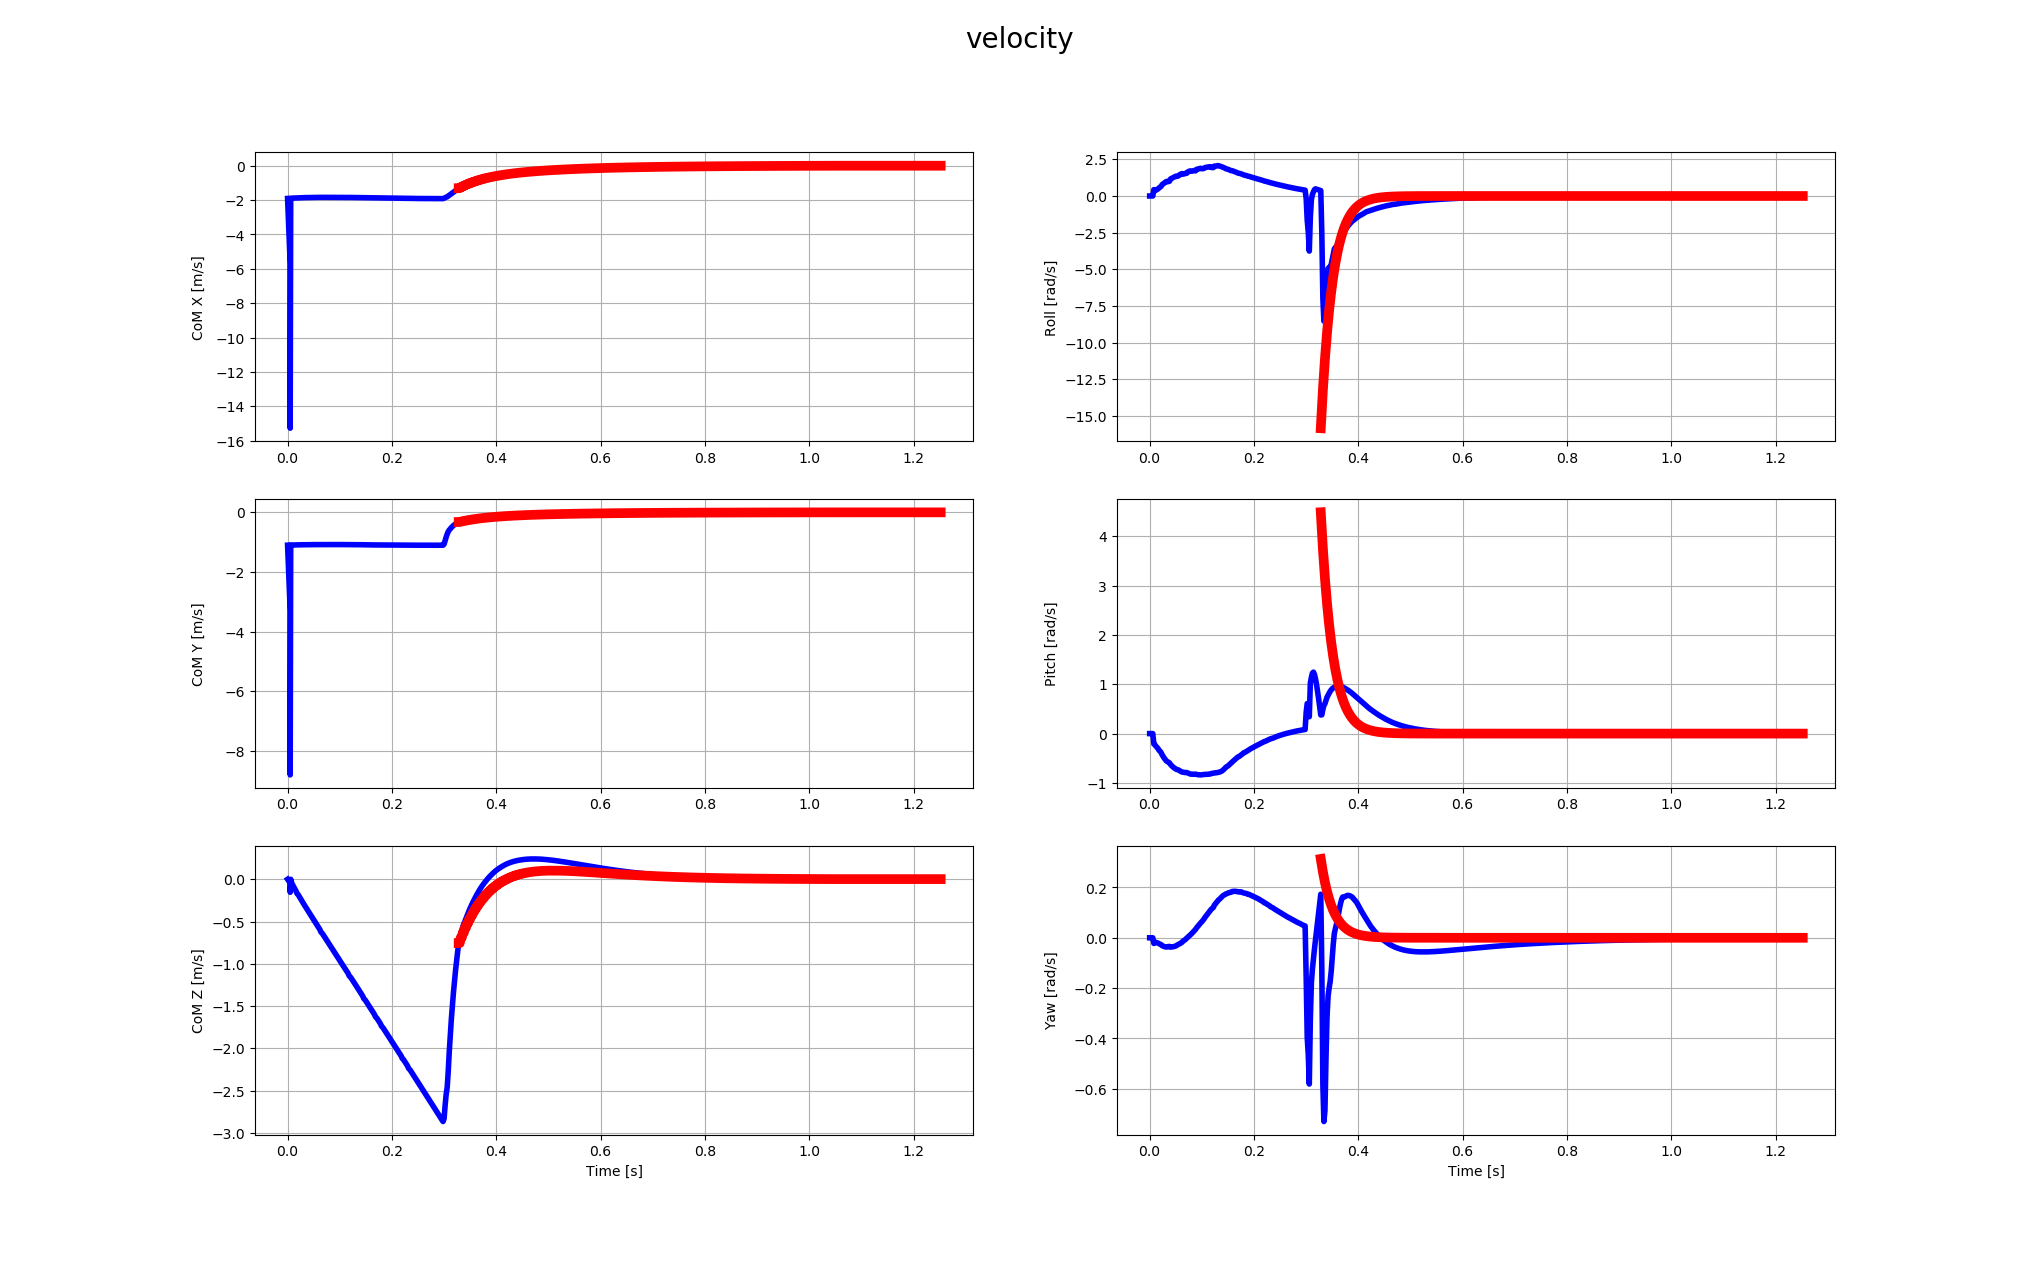 velocity
CoM X [m/s]
0
−2
−4
−6
−8
−10
−12
−14
−16
0.0 0.2 0.4 0.6 0.8 1.0 1.2
Roll [rad/s]
2.5
0.0
−2.5
−5.0
−7.5
−10.0
−12.5
−15.0
0.0 0.2 0.4 0.6 0.8 1.0 1.2
CoM Y [m/s]
0
−2
−4
−6
−8
0.0 0.2 0.4 0.6 0.8 1.0 1.2
Pitch [rad/s]
4
3
2
1
0
−1
0.0 0.2 0.4 0.6 0.8 1.0 1.2
CoM Z [m/s]
0.0
−0.5
−1.0
−1.5
−2.0
−2.5
−3.0
0.0 0.2 0.4 0.6 0.8 1.0 1.2
Time [s]
Yaw [rad/s]
0.2
0.0
−0.2
−0.4
−0.6
0.0 0.2 0.4 0.6 0.8 1.0 1.2
Time [s]